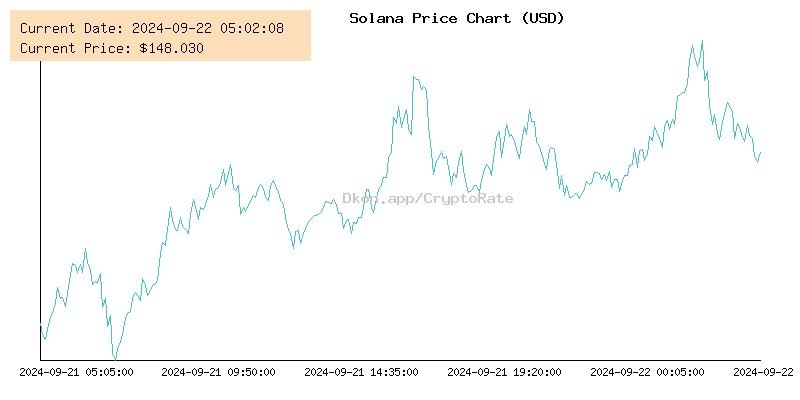 Solana Price Chart (USD)
Current Date: 2024-09-22 05:02:08
Current Price: $148.030
Dkon.app/CryptoRate
2024-09-21 05:05:00
2024-09-21 09:50:00
2024-09-21 14:35:00
2024-09-21 19:20:00
2024-09-22 00:05:00
2024-09-22